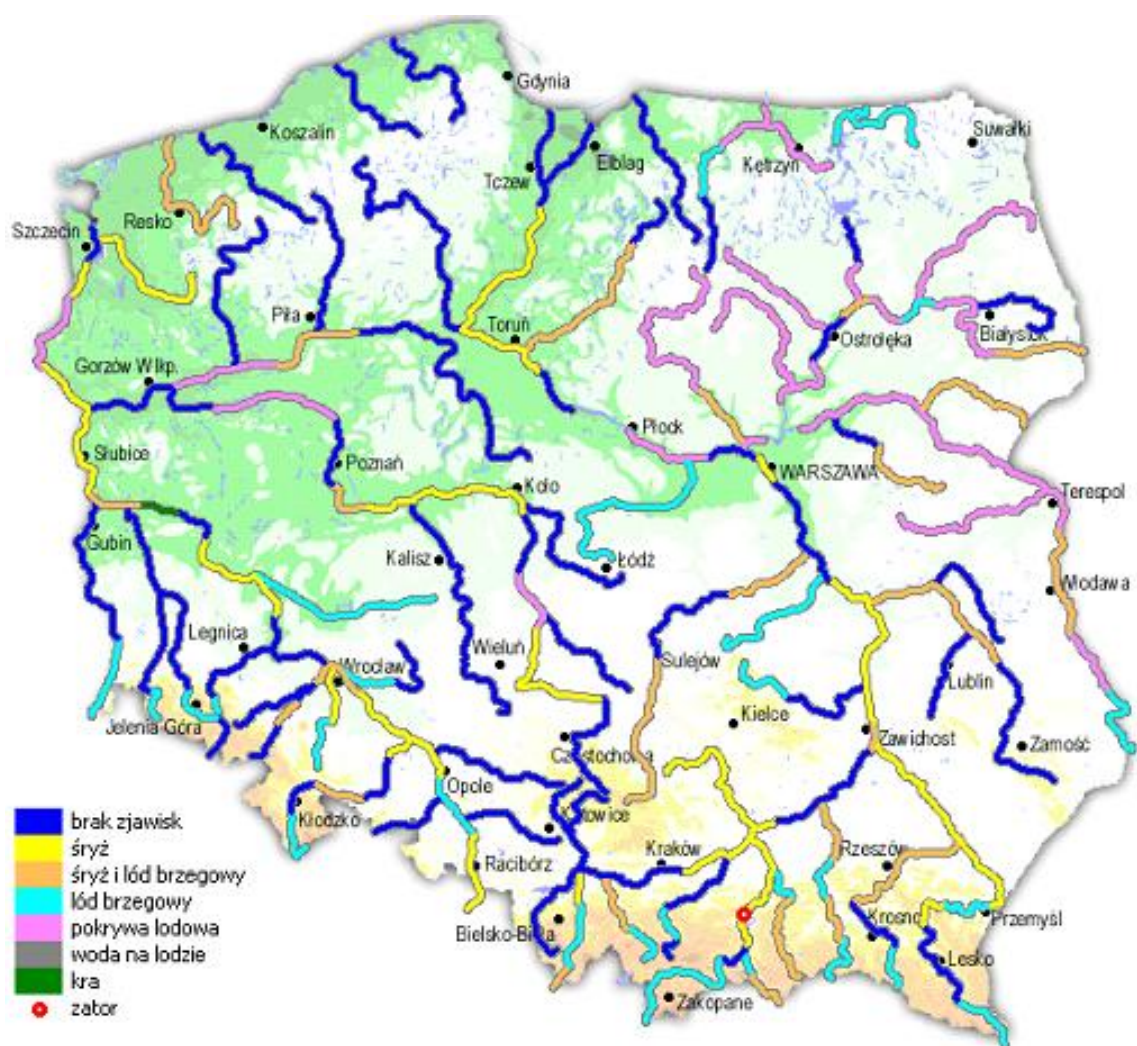 Gdynia
Koszalin
Suwałki
Elbląg
Kętrzyn
Tczew
Resko
Szczecin
Piła
Toruń
Białystok
Ostrołęka
Gorzów Wlkp.
Płock
Słubice
Poznań
WARSZAWA
Koło
Terespol
Gubin
Kalisz
Łódź
Włodawa
Legnica
Wieluń
Sulejów
Wrocław
Lublin
Jelenia Góra
Kielce
Zawichost
Zamość
Częstochowa
Opole
Kłodzko
Katowice
Racibórz
Kraków
Rzeszów
Bielsko-Biała
Krosno
Przemyśl
Lesko
Zakopane
brak zjawisk
śryż
śryż i lód brzegowy
lód brzegowy
pokrywa lodowa
woda na lodzie
kra
zator